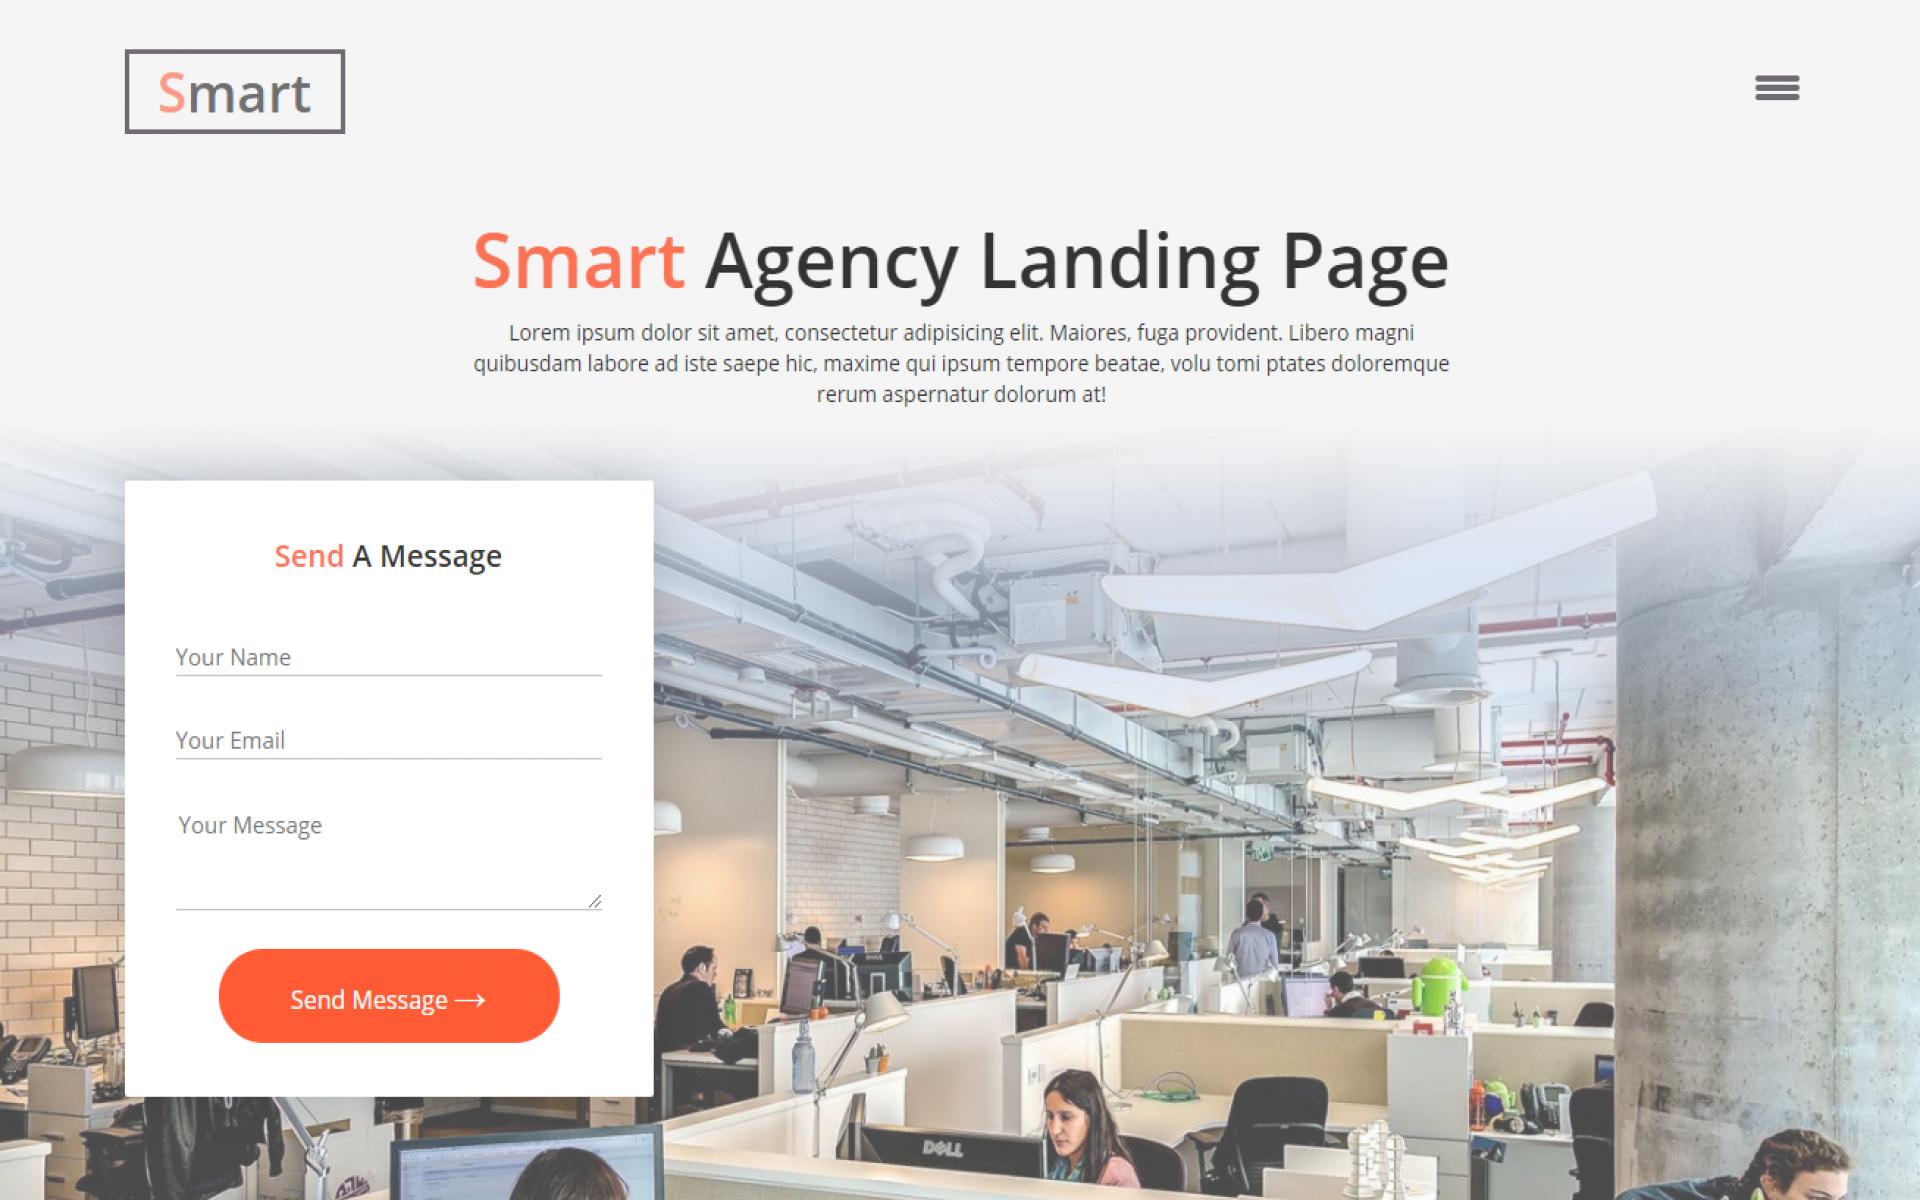 Smart
Smart Agency Landing Page
Lorem ipsum dolor sit amet, consectetur adipisicing elit. Maiores, fuga provident. Libero magni
quibusdam labore ad iste saepe hic, maxime qui ipsum tempore beatae, volu tomi ptates doloremque
rerum aspernatur dolorum at!
Send A Message
Your Name
Your Email
Your Message
Send Message →
DELL